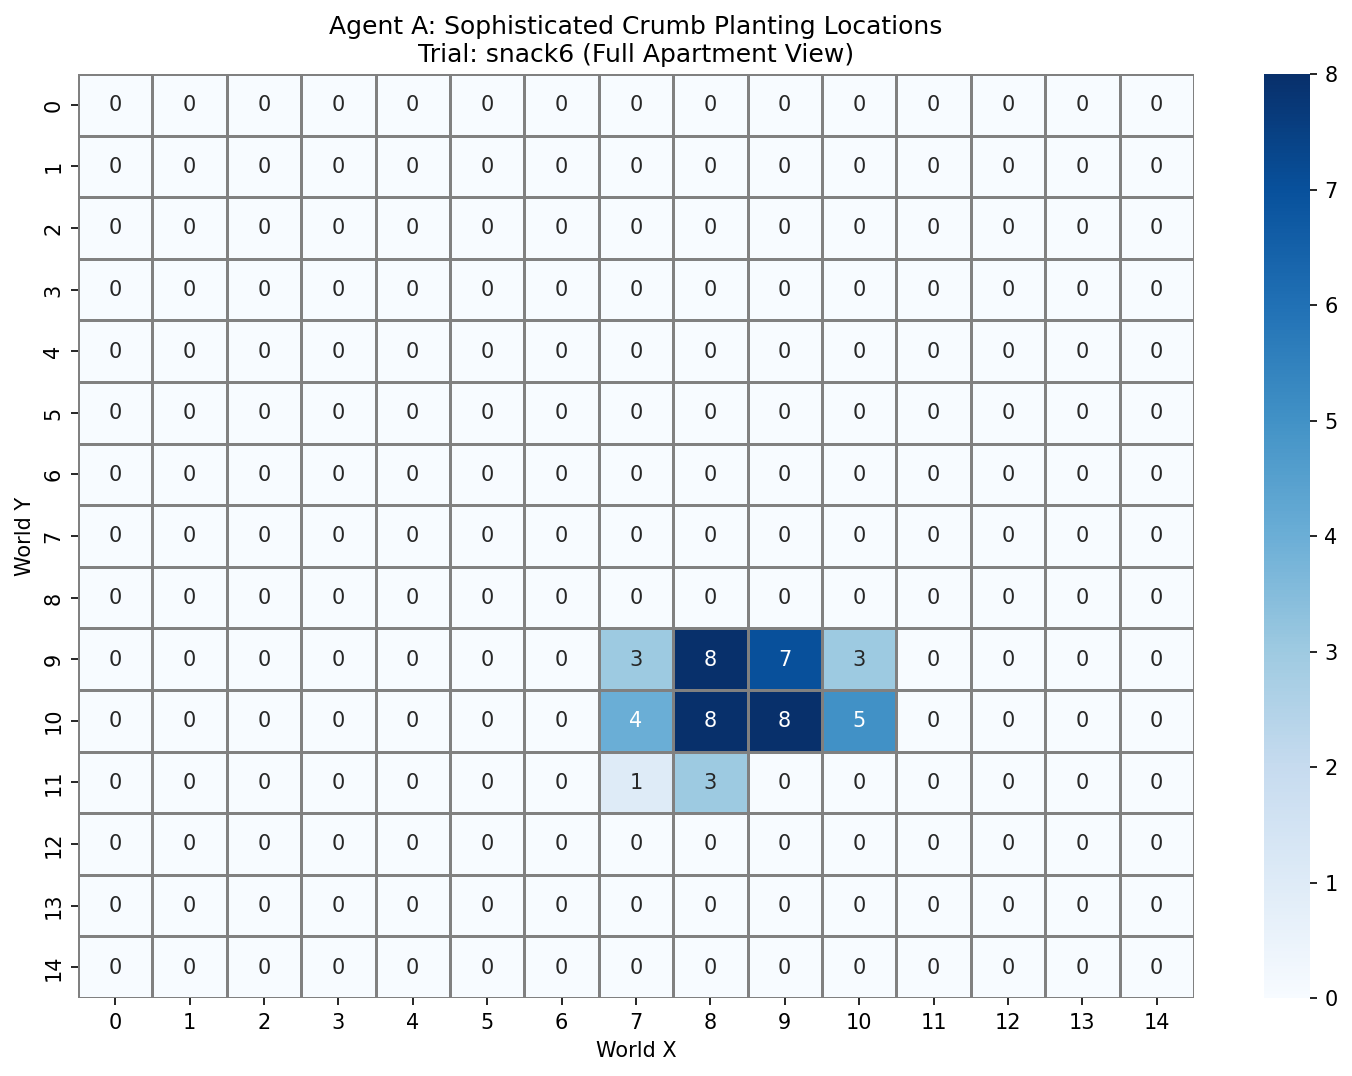 Agent A: Sophisticated Crumb Planting Locations
Trial: snack6 (Full Apartment View)
8
0 0 0 0 0 0 0 0 0 0 0 0 0 0 0 0
1 0 0 0 0 0 0 0 0 0 0 0 0 0 0 0
7
2 0 0 0 0 0 0 0 0 0 0 0 0 0 0 0
3 0 0 0 0 0 0 0 0 0 0 0 0 0 0 0
6
4 0 0 0 0 0 0 0 0 0 0 0 0 0 0 0
5 0 0 0 0 0 0 0 0 0 0 0 0 0 0 0
5
6 0 0 0 0 0 0 0 0 0 0 0 0 0 0 0
World Y
7 0 0 0 0 0 0 0 0 0 0 0 0 0 0 0
4
8 0 0 0 0 0 0 0 0 0 0 0 0 0 0 0
9 0 0 0 0 0 0 0 3 8 7 3 0 0 0 0
3
10 0 0 0 0 0 0 0 4 8 8 5 0 0 0 0
2
11 0 0 0 0 0 0 0 1 3 0 0 0 0 0 0
12 0 0 0 0 0 0 0 0 0 0 0 0 0 0 0
1
13 0 0 0 0 0 0 0 0 0 0 0 0 0 0 0
14 0 0 0 0 0 0 0 0 0 0 0 0 0 0 0
0
0 1 2 3 4 5 6 7 8 9 10 11 12 13 14
World X